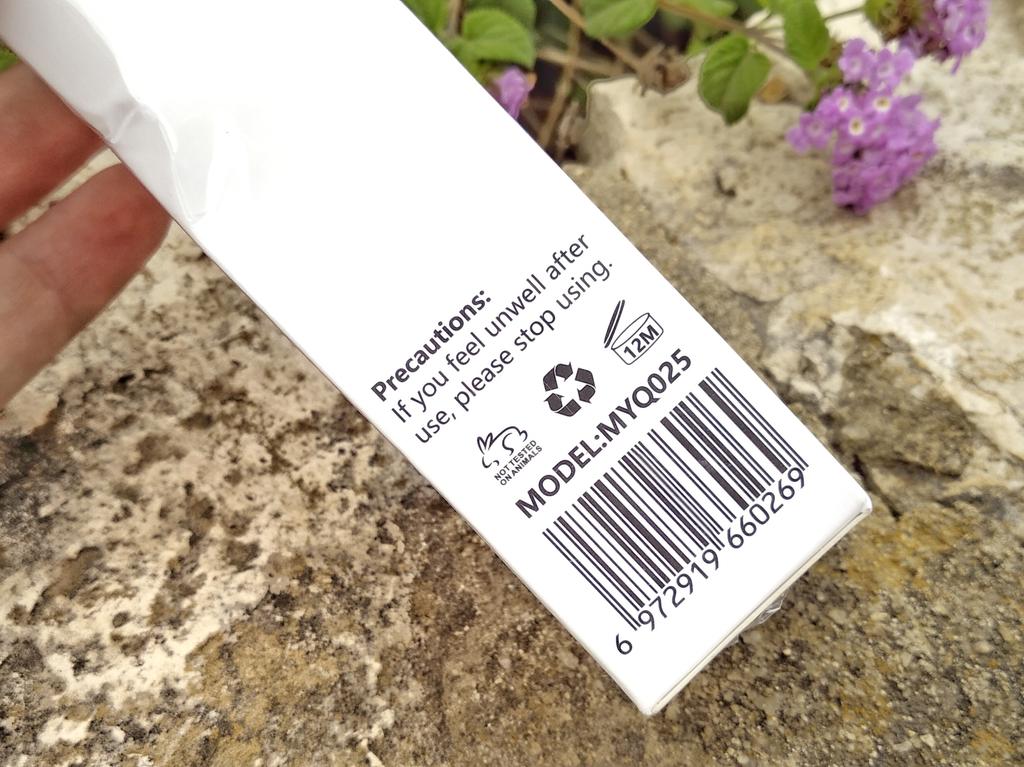 Precautions:
If you feel unwell after
use, please stop using.
12M
NOT TESTED
ON ANIMALS
MODEL:MYQ025
6 972919 660269